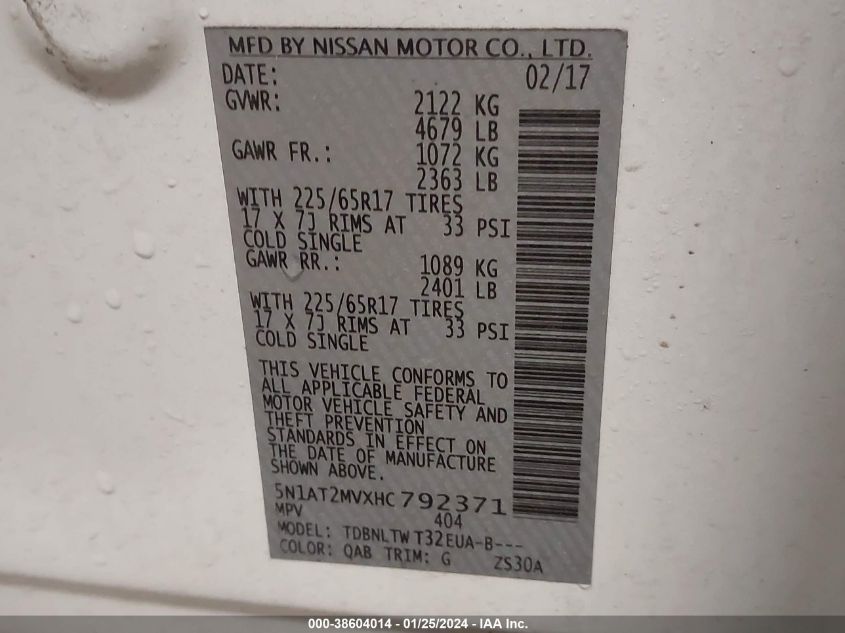 MFD BY NISSAN MOTOR CO., LTD.
DATE: 02/17
GVWR: 2122 KG
4679 LB
GAWR FR.: 1072 KG
2363 LB
WITH 225/65R17 TIRES
17 X 7J RIMS AT 33 PSI
COLD SINGLE
GAWR RR.: 1089 KG
2401 LB
WITH 225/65R17 TIRES
17 X 7J RIMS AT 33 PSI
COLD SINGLE
THIS VEHICLE CONFORMS TO
ALL APPLICABLE FEDERAL
MOTOR VEHICLE SAFETY AND
THEFT PREVENTION
STANDARDS IN EFFECT ON
THE DATE OF MANUFACTURE
SHOWN ABOVE.
5N1AT2MVXHC792371
MPV 404
MODEL: TDBNLTW T32EUA-B---
COLOR: QAB TRIM: G ZS30A
000-38604014 - 01/25/2024 - IAA Inc.